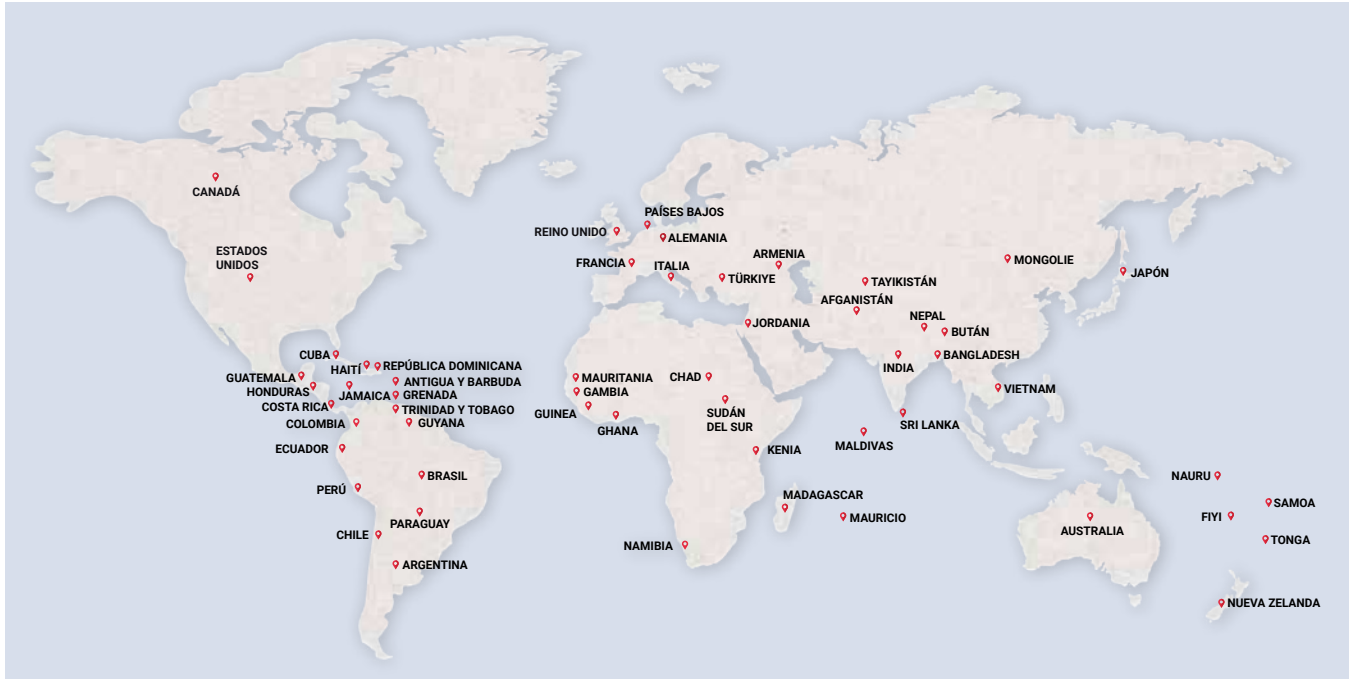 CANADÁ
ESTADOS
UNIDOS
CUBA
HAITÍ
REPÚBLICA DOMINICANA
GUATEMALA
ANTIGUA Y BARBUDA
HONDURAS
JAMAICA
GRENADA
COSTA RICA
TRINIDAD Y TOBAGO
COLOMBIA
GUYANA
ECUADOR
BRASIL
PERÚ
PARAGUAY
CHILE
ARGENTINA
PAÍSES BAJOS
REINO UNIDO
ALEMANIA
FRANCIA
ITALIA
TÜRKIYE
ARMENIA
JORDANIA
MAURITANIA
GAMBIA
GUINEA
GHANA
CHAD
SUDÁN
DEL SUR
KENIA
MADAGASCAR
MAURICIO
NAMIBIA
MONGOLIE
JAPÓN
TAYIKISTÁN
AFGANISTÁN
NEPAL
BUTÁN
BANGLADESH
INDIA
VIETNAM
SRI LANKA
MALDIVAS
NAURU
SAMOA
FIYI
AUSTRALIA
TONGA
NUEVA ZELANDA